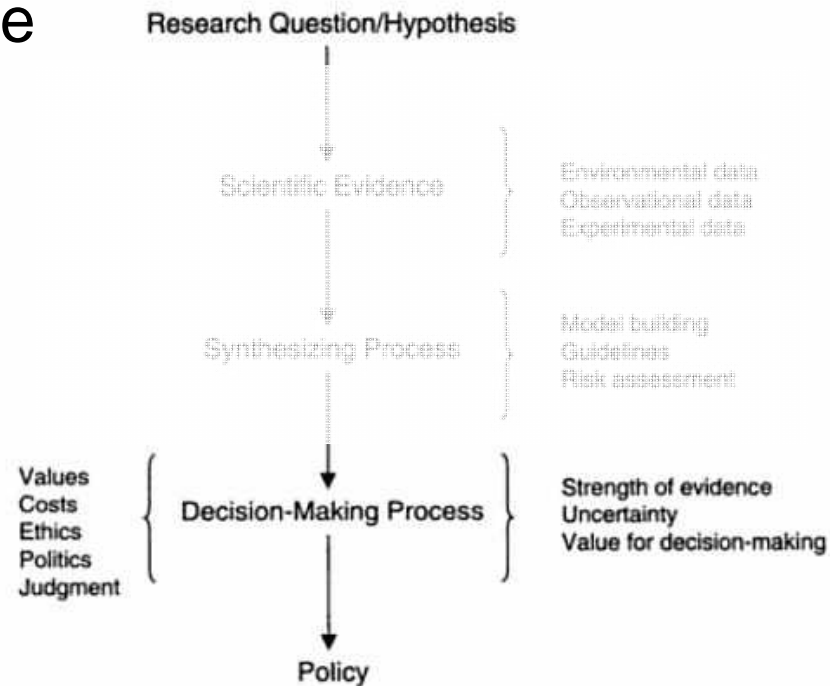 e
Research Question/Hypothesis
Scientific Evidence
Environmental data
Observational data
Experimental data
Synthesizing Process
Model building
Guidelines
Risk assessment
Values
Costs
Ethics
Politics
Judgment
Decision-Making Process
Strength of evidence
Uncertainty
Value for decision-making
Policy